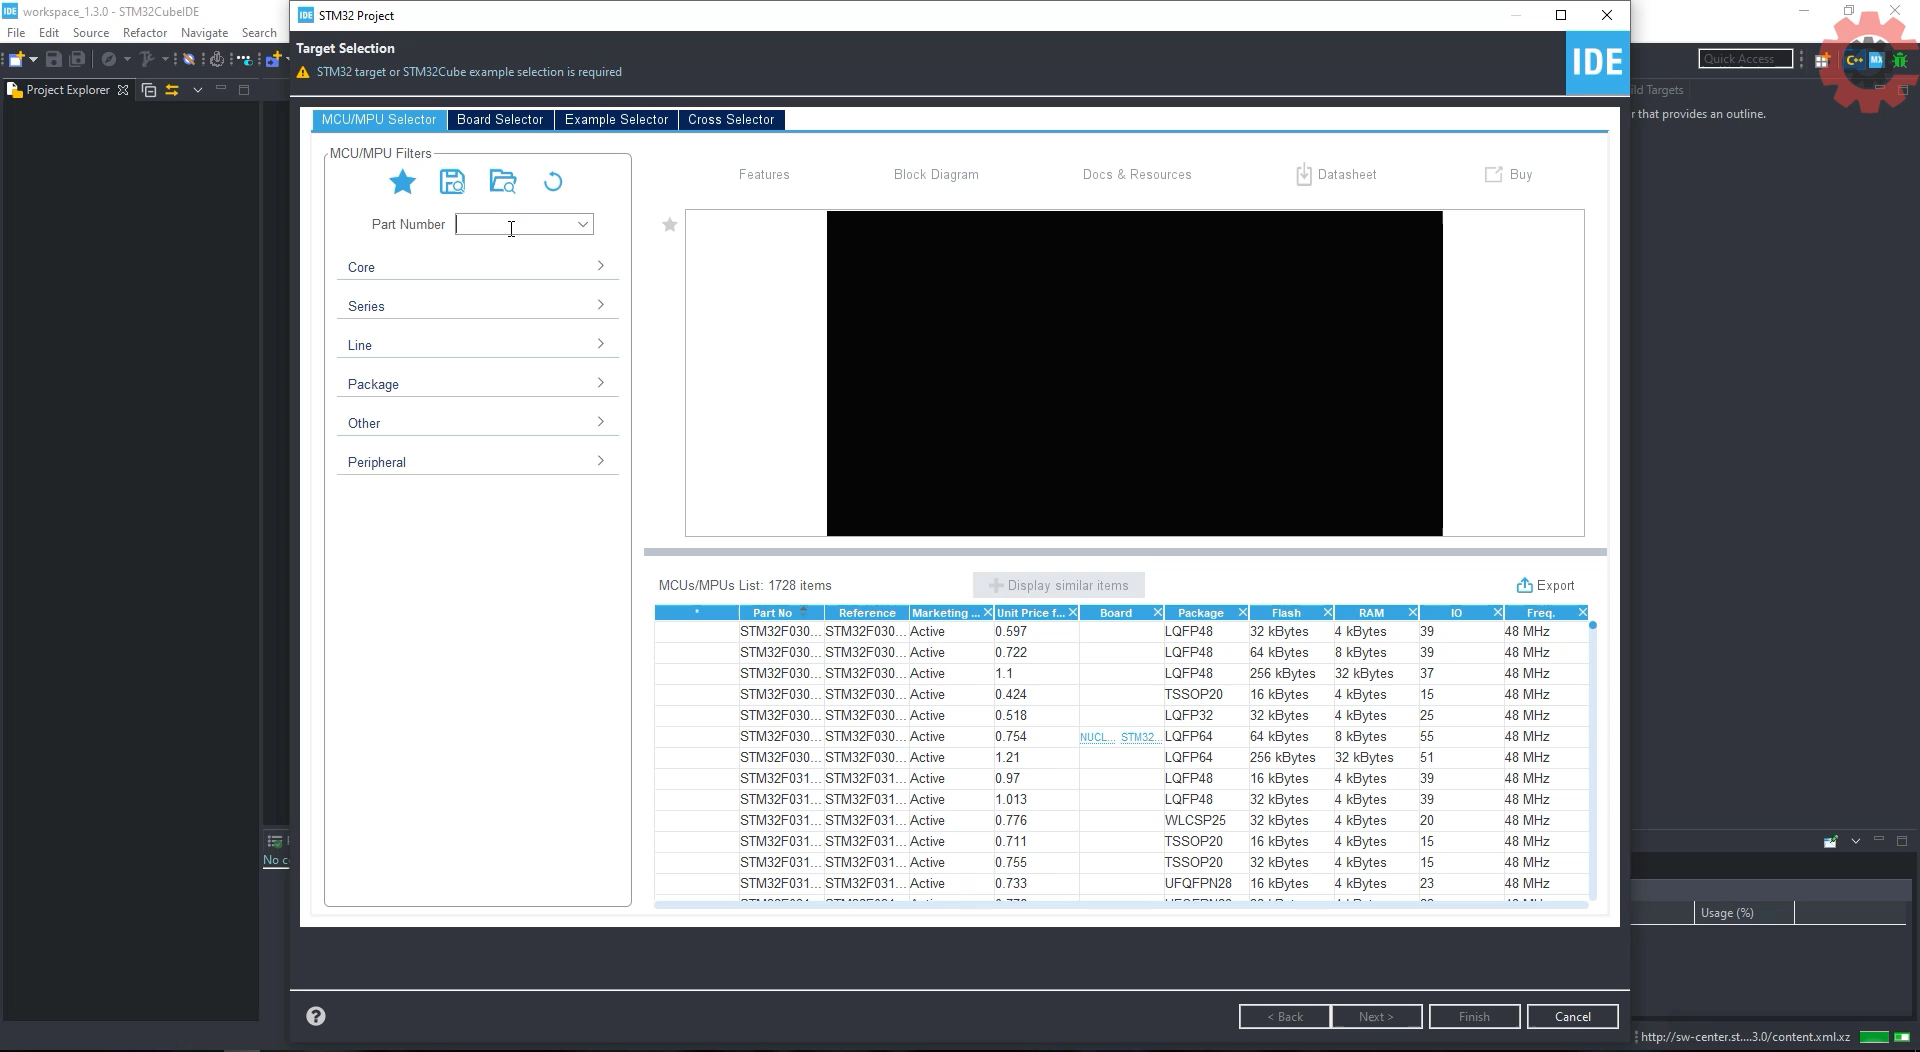 IDE workspace_1.3.0 - STM32CubeIDE
File Edit Source Refactor Navigate Search
Project Explorer
IDE STM32 Project
Target Selection
STM32 target or STM32Cube example selection is required
IDE
Quick Access
C++ MX
ild Targets
r that provides an outline.
MCU/MPU Selector Board Selector Example Selector Cross Selector
MCU/MPU Filters
Part Number
Core
Series
Line
Package
Other
Peripheral
Features Block Diagram Docs & Resources Datasheet Buy
MCUs/MPUs List: 1728 items
Display similar items
Export
* Part No Reference Marketing ... Unit Price f... Board Package Flash RAM IO Freq.
STM32F030... STM32F030... Active 0.597 LQFP48 32 kBytes 4 kBytes 39 48 MHz
STM32F030... STM32F030... Active 0.722 LQFP48 64 kBytes 8 kBytes 39 48 MHz
STM32F030... STM32F030... Active 1.1 LQFP48 256 kBytes 32 kBytes 37 48 MHz
STM32F030... STM32F030... Active 0.424 TSSOP20 16 kBytes 4 kBytes 15 48 MHz
STM32F030... STM32F030... Active 0.518 LQFP32 32 kBytes 4 kBytes 25 48 MHz
STM32F030... STM32F030... Active 0.754 NUCL... STM32... LQFP64 64 kBytes 8 kBytes 55 48 MHz
STM32F030... STM32F030... Active 1.21 LQFP64 256 kBytes 32 kBytes 51 48 MHz
STM32F031... STM32F031... Active 0.97 LQFP48 16 kBytes 4 kBytes 39 48 MHz
STM32F031... STM32F031... Active 1.013 LQFP48 32 kBytes 4 kBytes 39 48 MHz
STM32F031... STM32F031... Active 0.776 WLCSP25 32 kBytes 4 kBytes 20 48 MHz
STM32F031... STM32F031... Active 0.711 TSSOP20 16 kBytes 4 kBytes 15 48 MHz
STM32F031... STM32F031... Active 0.755 TSSOP20 32 kBytes 4 kBytes 15 48 MHz
STM32F031... STM32F031... Active 0.733 UFQFPN28 16 kBytes 4 kBytes 23 48 MHz
No c
Usage (%)
< Back Next > Finish Cancel
http://sw-center.st....3.0/content.xml.xz